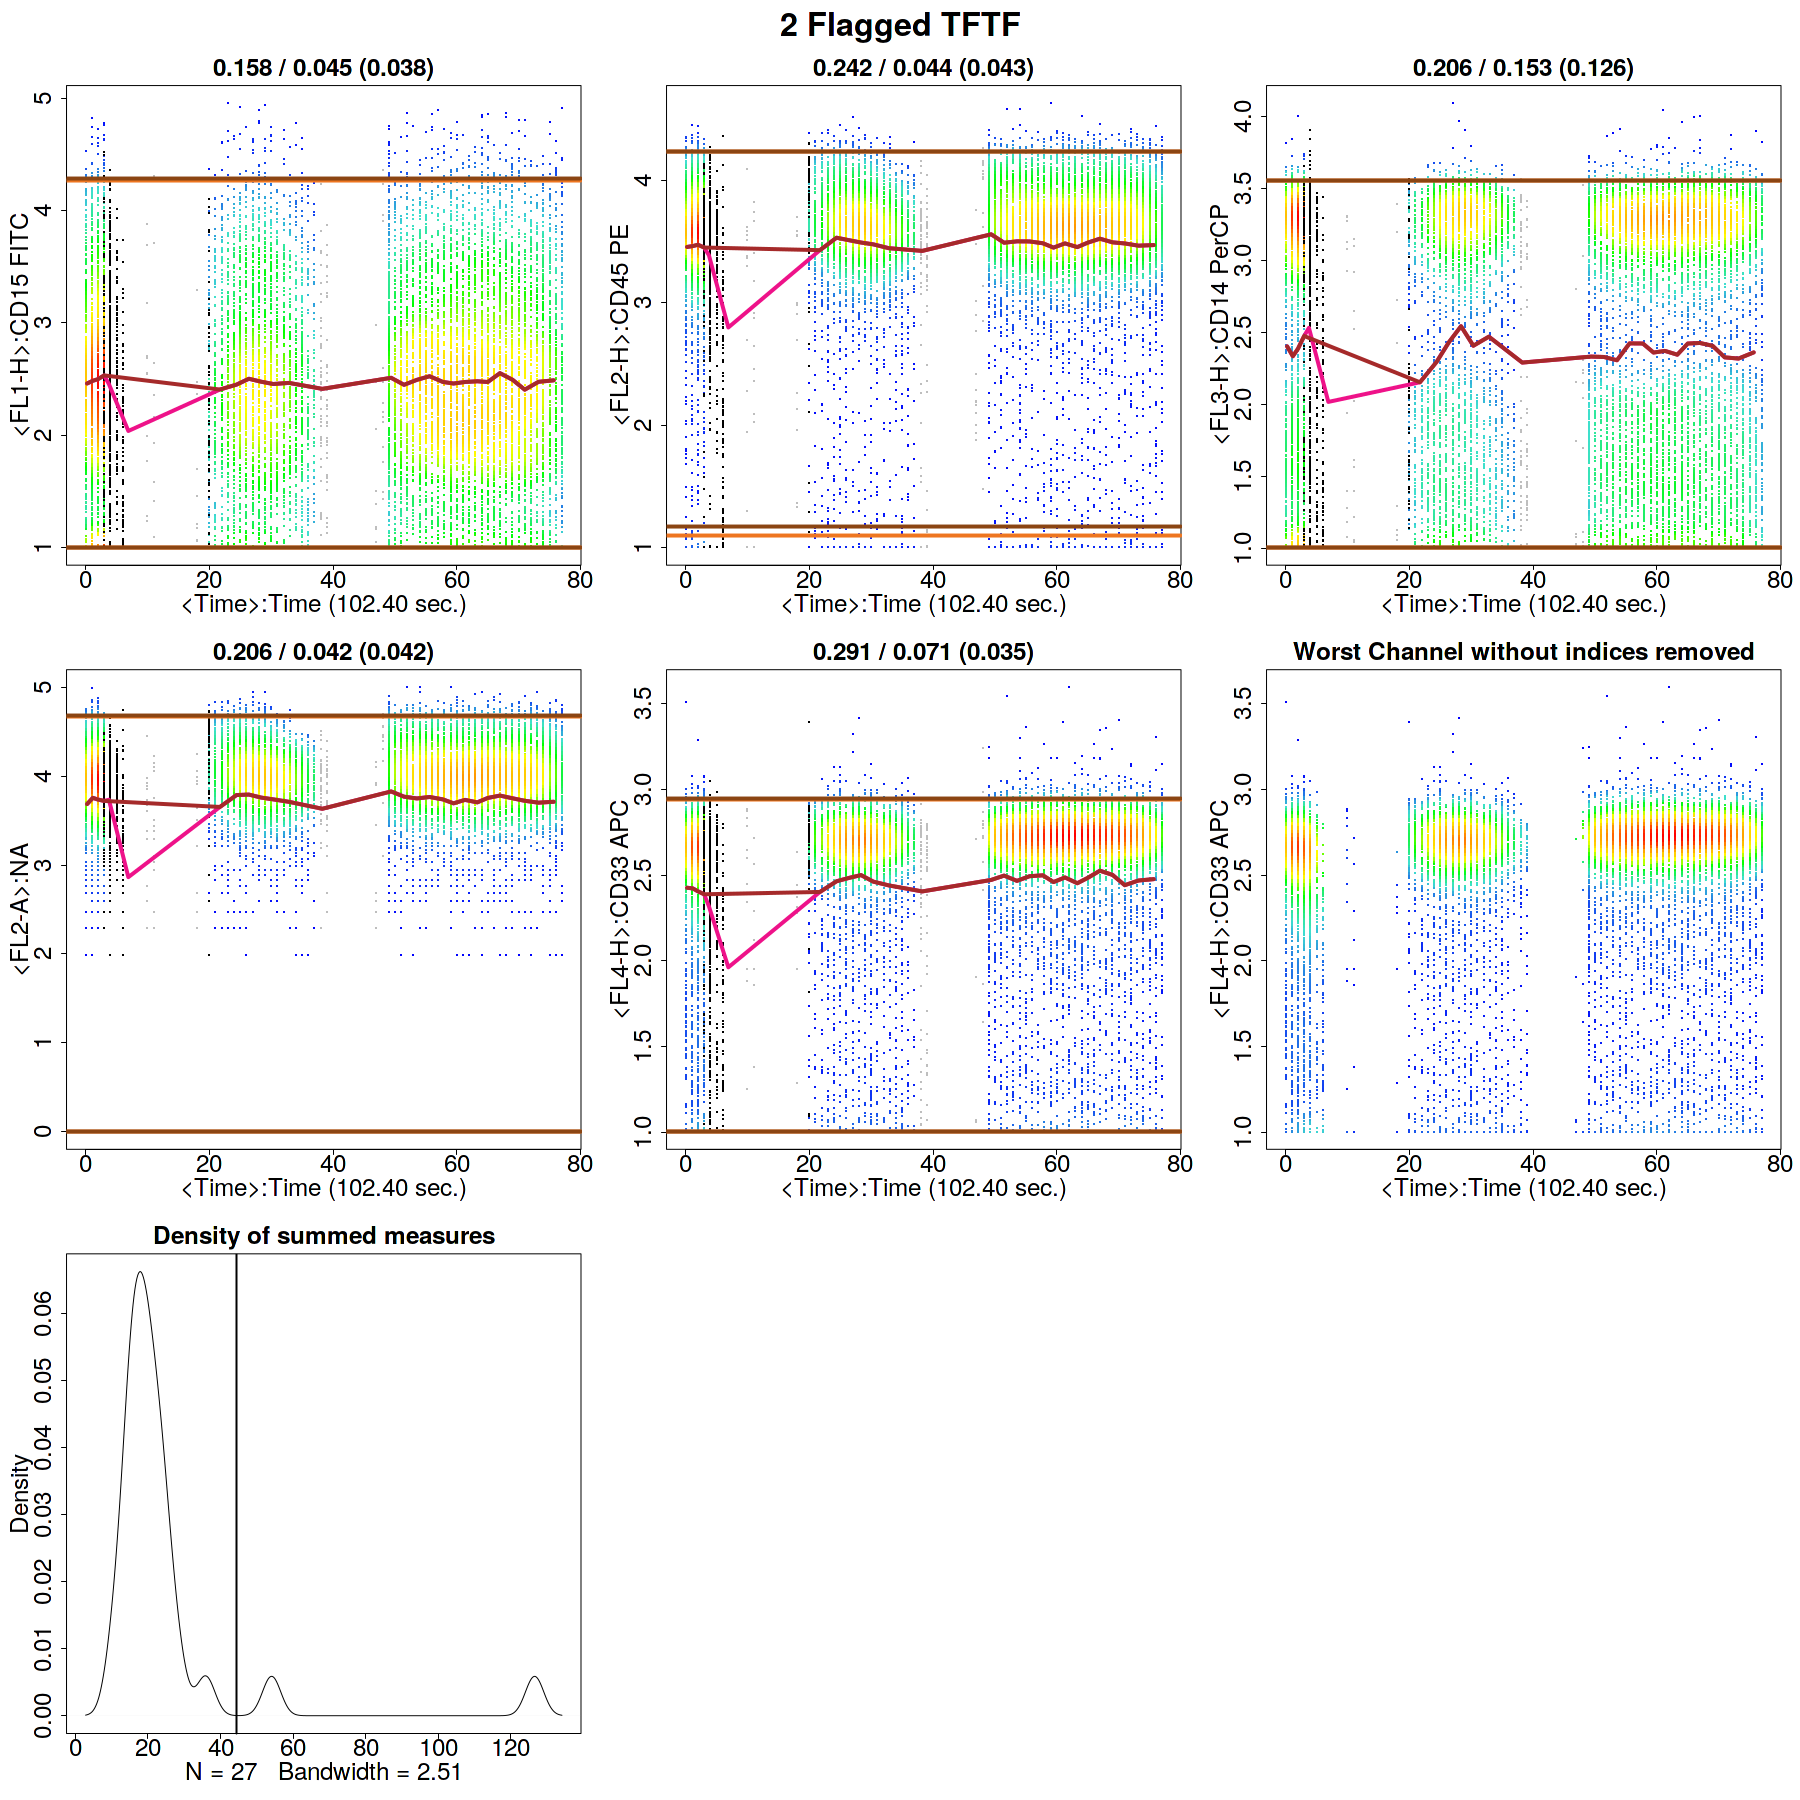 2 Flagged TFTF
0.158 / 0.045 (0.038)
<FL1-H>:CD15 FITC
5
4
3
2
1
0 20 40 60 80
<Time>:Time (102.40 sec.)
0.242 / 0.044 (0.043)
<FL2-H>:CD45 PE
4
3
2
1
0 20 40 60 80
<Time>:Time (102.40 sec.)
0.206 / 0.153 (0.126)
<FL3-H>:CD14 PerCP
4.0
3.5
3.0
2.5
2.0
1.5
1.0
0 20 40 60 80
<Time>:Time (102.40 sec.)
0.206 / 0.042 (0.042)
<FL2-A>:NA
5
4
3
2
1
0
0 20 40 60 80
<Time>:Time (102.40 sec.)
0.291 / 0.071 (0.035)
<FL4-H>:CD33 APC
3.5
3.0
2.5
2.0
1.5
1.0
0 20 40 60 80
<Time>:Time (102.40 sec.)
Worst Channel without indices removed
<FL4-H>:CD33 APC
3.5
3.0
2.5
2.0
1.5
1.0
0 20 40 60 80
<Time>:Time (102.40 sec.)
Density of summed measures
Density
0.06
0.05
0.04
0.03
0.02
0.01
0.00
0 20 40 60 80 100 120
N = 27 Bandwidth = 2.51